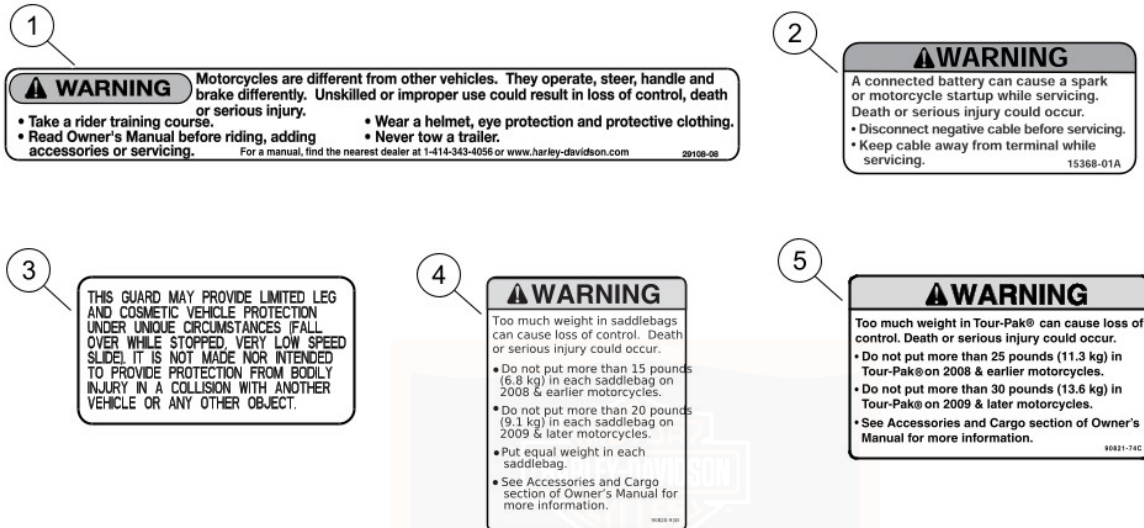 1
WARNING
Motorcycles are different from other vehicles. They operate, steer, handle and
brake differently. Unskilled or improper use could result in loss of control, death
or serious injury.
• Take a rider training course.
• Read Owner's Manual before riding, adding
accessories or servicing.
• Wear a helmet, eye protection and protective clothing.
• Never tow a trailer.
For a manual, find the nearest dealer at 1-414-343-4056 or www.harley-davidson.com
29108-08
2
WARNING
A connected battery can cause a spark
or motorcycle startup while servicing.
Death or serious injury could occur.
• Disconnect negative cable before servicing.
• Keep cable away from terminal while
servicing.
15368-01A
3
THIS GUARD MAY PROVIDE LIMITED LEG
AND COSMETIC VEHICLE PROTECTION
UNDER UNIQUE CIRCUMSTANCES (FALL
OVER WHILE STOPPED, VERY LOW SPEED
SLIDE). IT IS NOT MADE NOR INTENDED
TO PROVIDE PROTECTION FROM BODILY
INJURY IN A COLLISION WITH ANOTHER
VEHICLE OR ANY OTHER OBJECT.
4
WARNING
Too much weight in saddlebags
can cause loss of control. Death
or serious injury could occur.
• Do not put more than 15 pounds
(6.8 kg) in each saddlebag on
2008 & earlier motorcycles.
• Do not put more than 20 pounds
(9.1 kg) in each saddlebag on
2009 & later motorcycles.
• Put equal weight in each
saddlebag.
• See Accessories and Cargo
section of Owner's Manual for
more information.
5
WARNING
Too much weight in Tour-Pak® can cause loss of
control. Death or serious injury could occur.
• Do not put more than 25 pounds (11.3 kg) in
Tour-Pak® on 2008 & earlier motorcycles.
• Do not put more than 30 pounds (13.6 kg) in
Tour-Pak® on 2009 & later motorcycles.
• See Accessories and Cargo section of Owner's
Manual for more information.
90821-74C
HARLEY-DAVIDSON